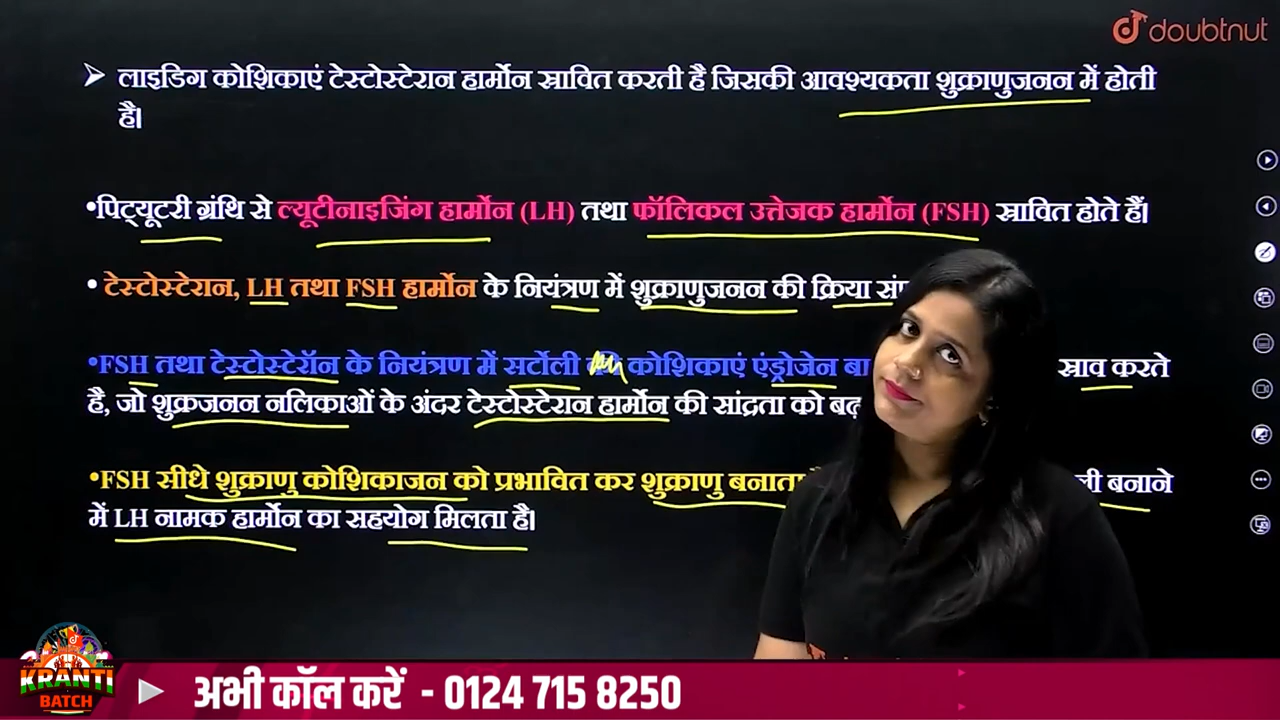 doubtnut
➤ लाइडिग कोशिकाएं टेस्टोस्टेरान हार्मोन स्रावित करती है जिसकी आवश्यकता शुक्राणुजनन में होती
है।
•पिट्यूटरी ग्रंथि से ल्यूटीनाइजिंग हार्मोन (LH) तथा फॉलिकल उत्तेजक हार्मोन (FSH) स्रावित होते हैं।
• टेस्टोस्टेरान, LH तथा FSH हार्मोन के नियंत्रण में शुक्राणुजनन की क्रिया
•FSH तथा टेस्टोस्टेरॉन के नियंत्रण में सर्टोली कोशिकाएं एंड्रोजेन स्राव करते
है, जो शुक्रजनन नलिकाओं के अंदर टेस्टोस्टेरान हार्मोन की सांद्रता को
•FSH सीधे शुक्राणु कोशिकाजन को प्रभावित कर शुक्राणु बनाता बनाने
में LH नामक हार्मोन का सहयोग मिलता है।
KRANTI
BATCH
अभी कॉल करें - 0124 715 8250